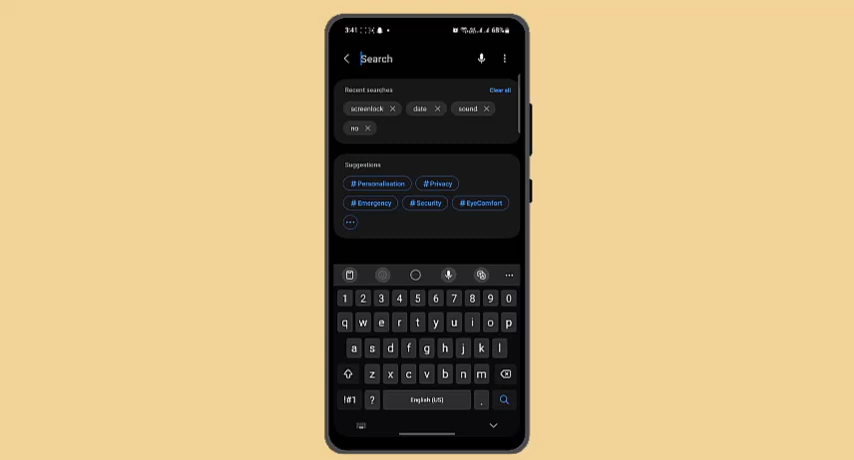 3:41
68%
Search
Recent searches Clear all
screenlock date sound
no
Suggestions
#Personalisation #Privacy
#Emergency #Security #EyeComfort
1 2 3 4 5 6 7 8 9 0
q w e r t y u i o p
a s d f g h j k l
z x c v b n m
!#1 ? English (US) .